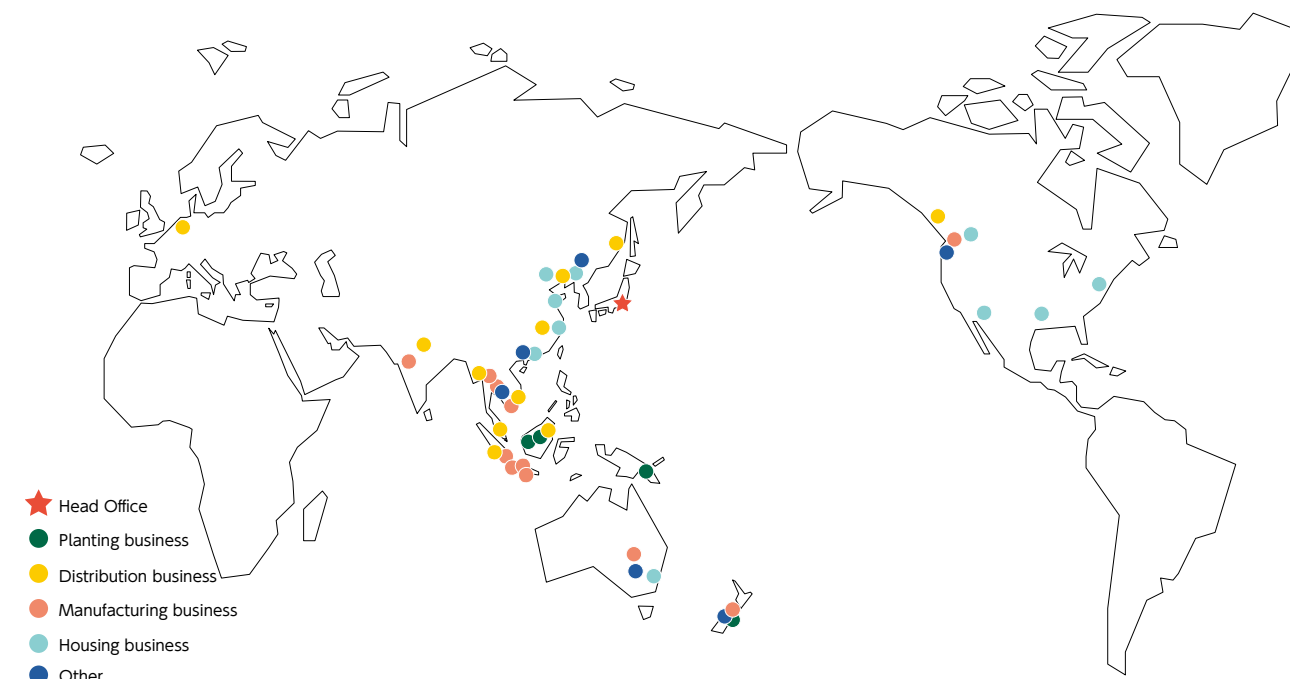 Head Office
Planting business
Distribution business
Manufacturing business
Housing business
Other